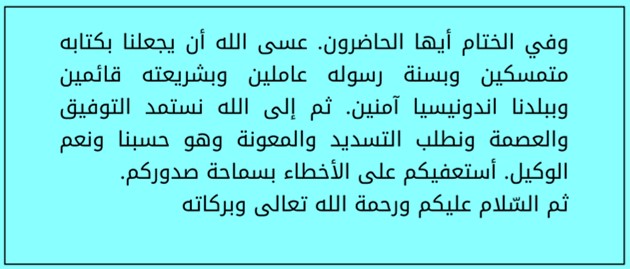 وفي الختام أيها الحاضرون. عسى الله أن يجعلنا بكتابه
متمسكين وبسنة رسوله عاملين وبشريعته قائمين
وببلدنا اندونيسيا آمنين. ثم إلى الله نستمد التوفيق
والعصمة ونطلب التسديد والمعونة وهو حسبنا ونعم
الوكيل. أستعفيكم على الأخطاء بسماحة صدوركم.
ثم السّلام عليكم ورحمة الله تعالى وبركاته